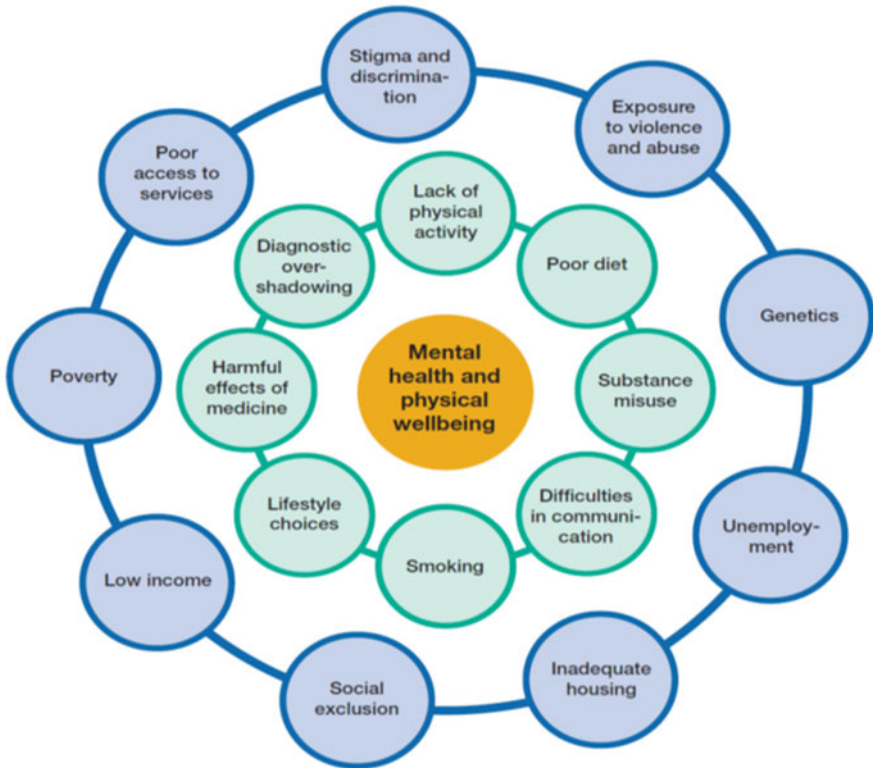 Stigma and
discrimina-
tion
Exposure
to violence
and abuse
Poor
access to
services
Lack of
physical
activity
Diagnostic
over-
shadowing
Poor diet
Genetics
Mental
health and
physical
wellbeing
Poverty
Harmful
effects of
medicine
Substance
misuse
Lifestyle
choices
Difficulties
in communi-
cation
Unemploy-
ment
Smoking
Low income
Inadequate
housing
Social
exclusion